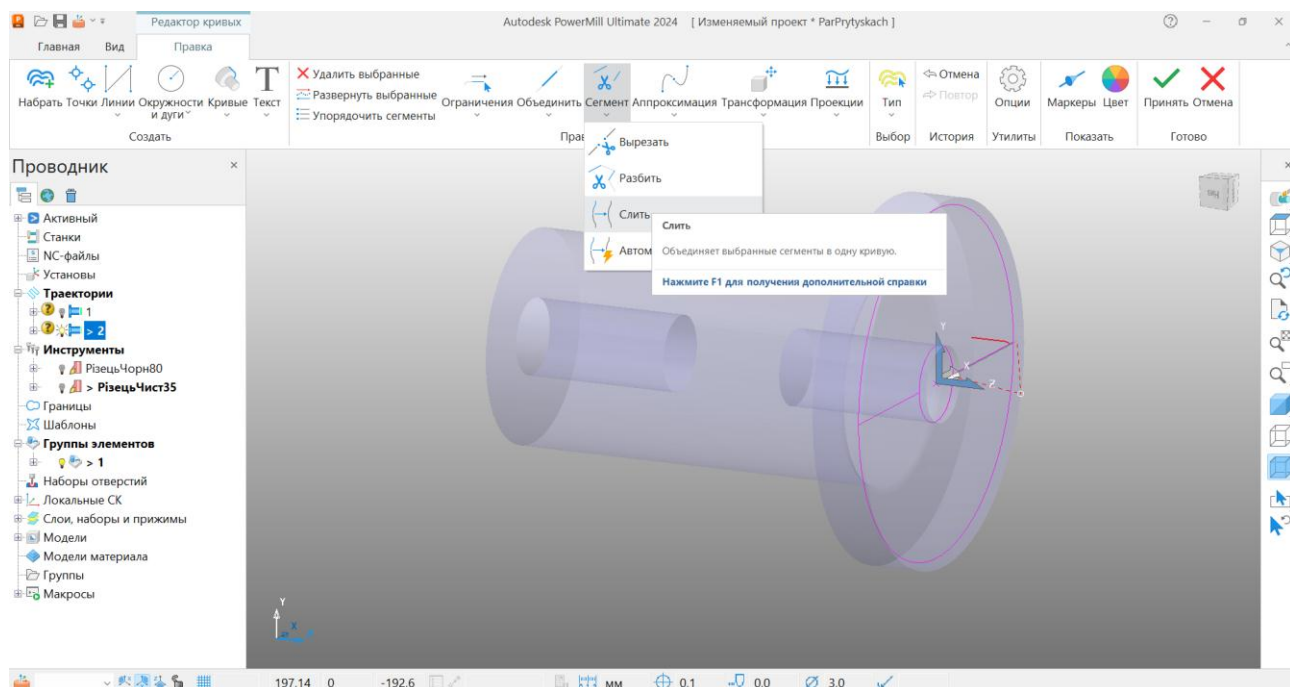 Редактор кривых
Autodesk PowerMill Ultimate 2024 [ Изменяемый проект * ParPrytyskach ]
Главная Вид Правка
Набрать Точки Линии Окружности и дуги Кривые Текст
Удалить выбранные
Развернуть выбранные
Упорядочить сегменты
Ограничения Объединить Сегмент Аппроксимация Трансформация Проекции
Тип
Отмена
Повтор
Опции
Маркеры Цвет
Принять Отмена
Создать
Выбор История Утилиты Показать Готово
Вырезать
Разбить
Слить
Слить
Объединяет выбранные сегменты в одну кривую.
Нажмите F1 для получения дополнительной справки
Проводник
Активный
Станки
NC-файлы
Установы
Траектории
1
> 2
Инструменты
РізецьЧорн80
> РізецьЧист35
Границы
Шаблоны
Группы элементов
> 1
Наборы отверстий
Локальные СК
Слои, наборы и прижимы
Модели
Модели материала
Группы
Макросы
Y
X
Z
Y
X
197.14 0 -192.6 мм 0.1 0.0 3.0